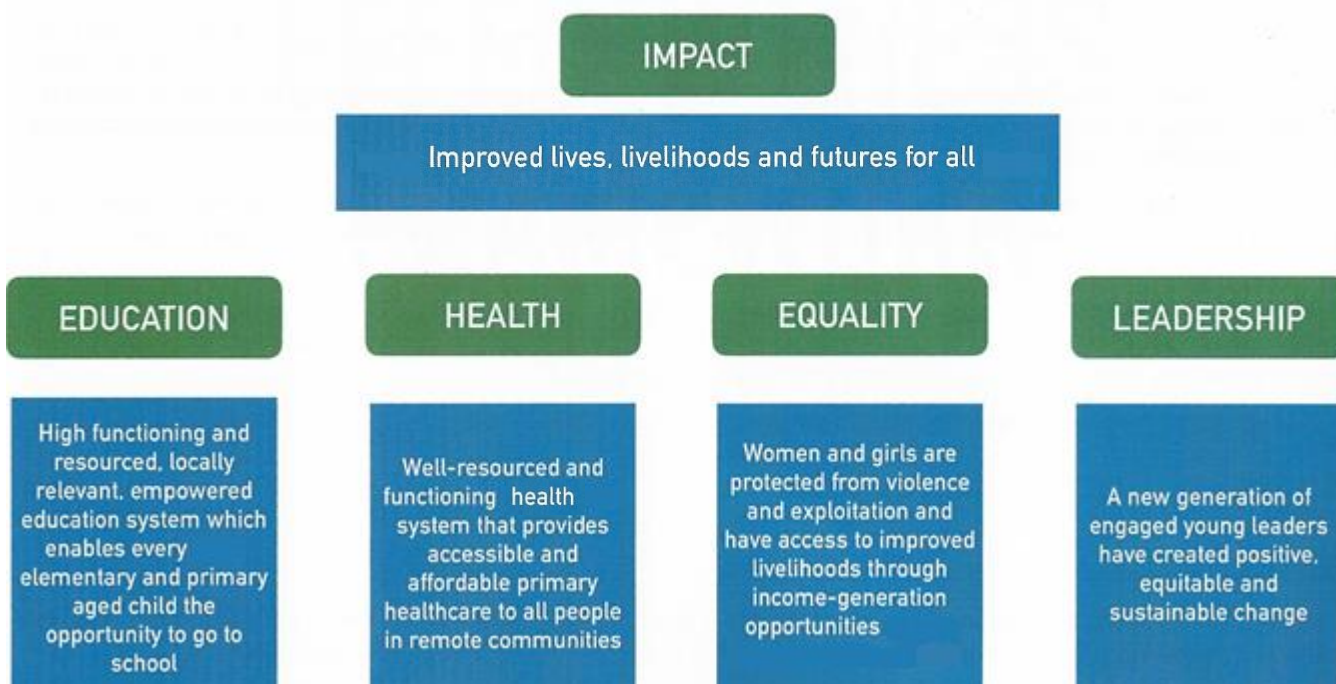 IMPACT
Improved lives, livelihoods and futures for all
EDUCATION
High functioning and
resourced, locally
relevant, empowered
education system which
enables every
elementary and primary
aged child the
opportunity to go to
school
HEALTH
Well-resourced and
functioning health
system that provides
accessible and
affordable primary
healthcare to all people
in remote communities
EQUALITY
Women and girls are
protected from violence
and exploitation and
have access to improved
livelihoods through
income-generation
opportunities
LEADERSHIP
A new generation of
engaged young leaders
have created positive,
equitable and
sustainable change